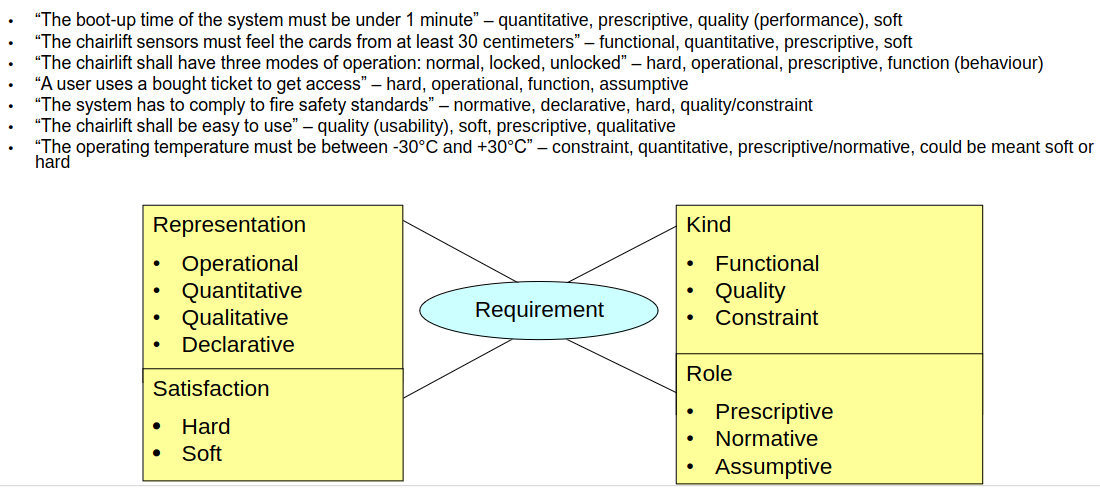 • “The boot-up time of the system must be under 1 minute” – quantitative, prescriptive, quality (performance), soft
• “The chairlift sensors must feel the cards from at least 30 centimeters” – functional, quantitative, prescriptive, soft
• “The chairlift shall have three modes of operation: normal, locked, unlocked” – hard, operational, prescriptive, function (behaviour)
• “A user uses a bought ticket to get access” – hard, operational, function, assumptive
• “The system has to comply to fire safety standards” – normative, declarative, hard, quality/constraint
• “The chairlift shall be easy to use” – quality (usability), soft, prescriptive, qualitative
• “The operating temperature must be between -30°C and +30°C” – constraint, quantitative, prescriptive/normative, could be meant soft or
hard
Representation
• Operational
• Quantitative
• Qualitative
• Declarative
Satisfaction
• Hard
• Soft
Requirement
Kind
• Functional
• Quality
• Constraint
Role
• Prescriptive
• Normative
• Assumptive